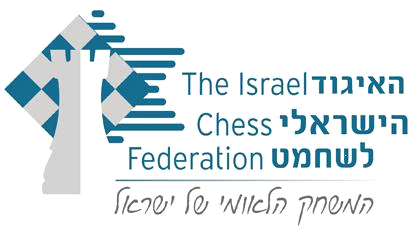 The Israel האיגוד
Chess הישראלי
Federation לשחמט
המשחק הלאומי של ישראל